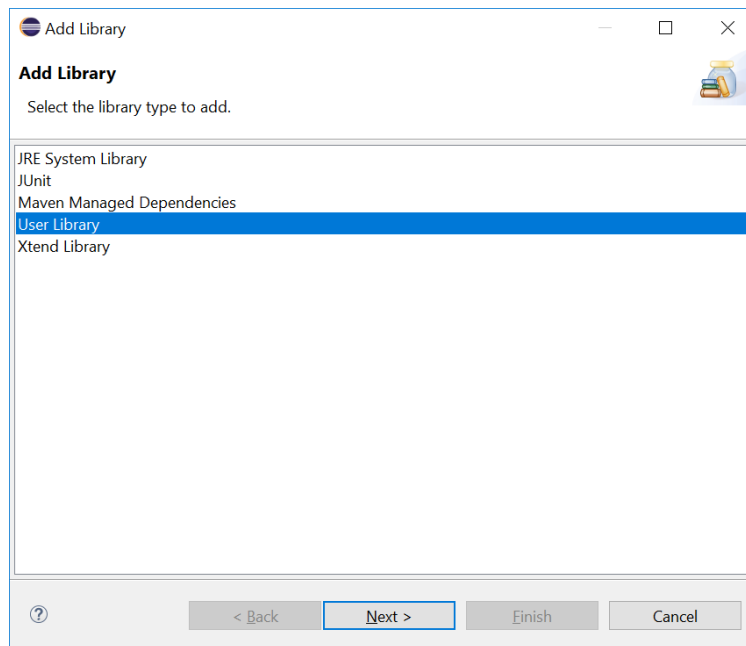 Add Library
Add Library
Select the library type to add.
JRE System Library
JUnit
Maven Managed Dependencies
User Library
Xtend Library
? < Back Next > Finish Cancel